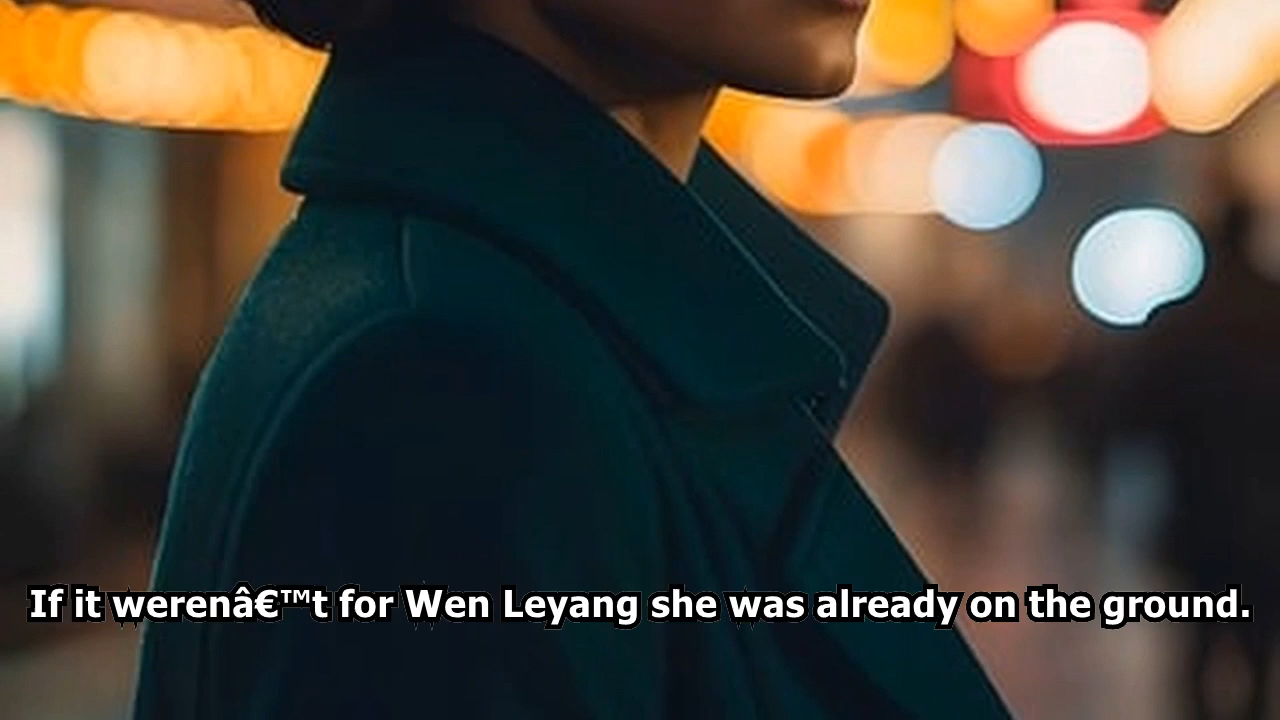 If it werenâ€™t for Wen Leyang she was already on the ground.